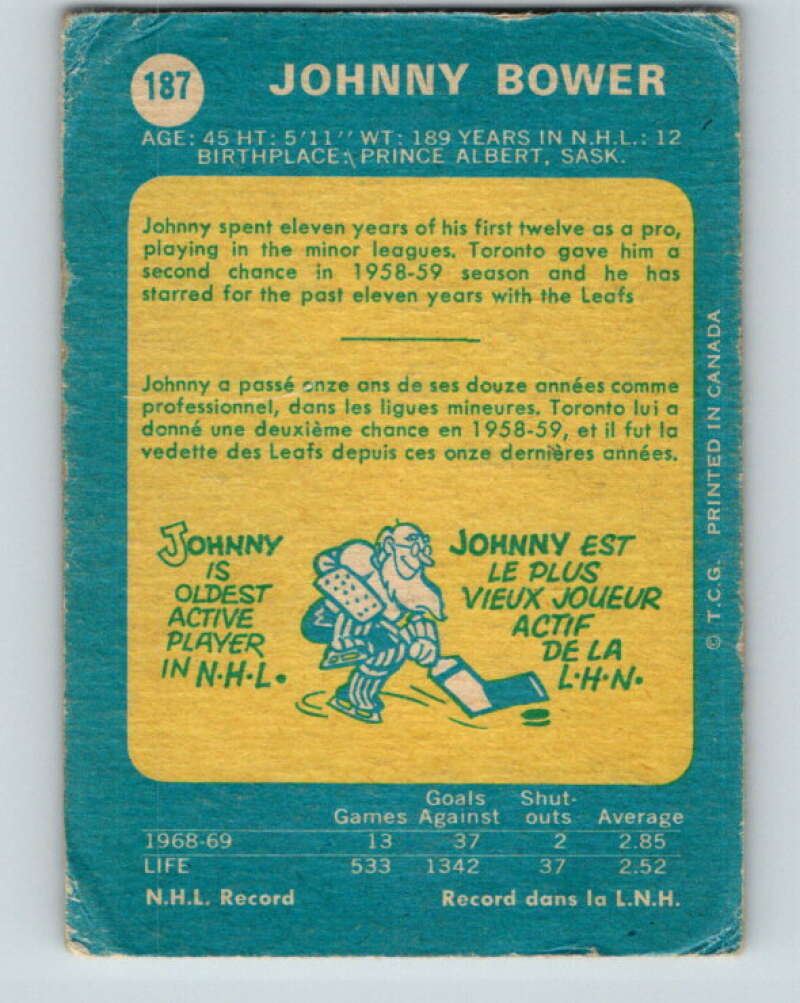 187
JOHNNY BOWER
AGE: 45 HT: 5'11'' WT: 189 YEARS IN N.H.L.: 12
BIRTHPLACE: PRINCE ALBERT, SASK.
Johnny spent eleven years of his first twelve as a pro,
playing in the minor leagues. Toronto gave him a
second chance in 1958-59 season and he has
starred for the past eleven years with the Leafs
Johnny a passé onze ans de ses douze années comme
professionnel, dans les ligues mineures. Toronto lui a
donné une deuxième chance en 1958-59, et il fut la
vedette des Leafs depuis ces onze dernières années.
JOHNNY
IS
OLDEST
ACTIVE
PLAYER
IN N.H.L.
JOHNNY EST
LE PLUS
VIEUX JOUEUR
ACTIF
DE LA
L.H.N.
© T.C.G. PRINTED IN CANADA
Goals Shut-
Games Against outs Average
1968-69 13 37 2 2.85
LIFE 533 1342 37 2.52
N.H.L. Record Record dans la L.N.H.